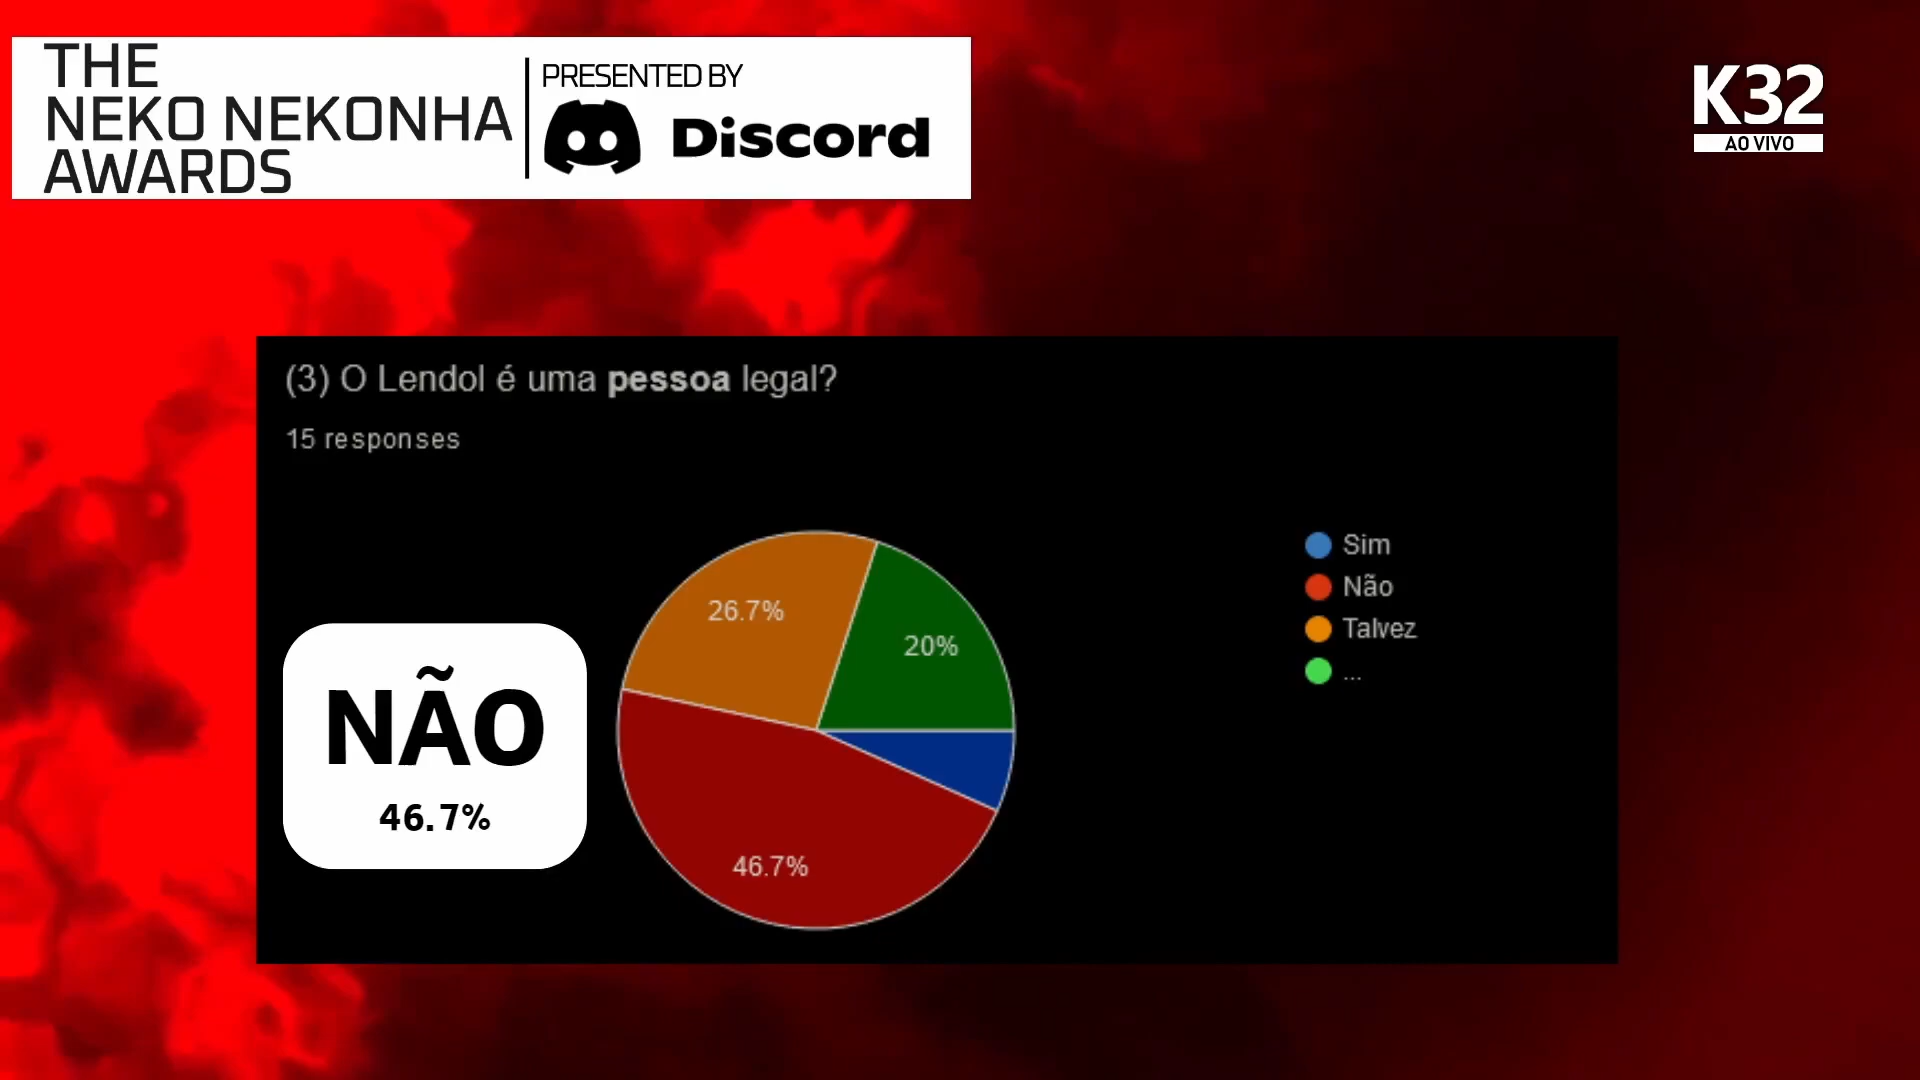 THE
NEKO NEKONHA
AWARDS
PRESENTED BY
Discord
K32
AO VIVO
(3) O Lendol é uma pessoa legal?
15 responses
Sim
Não
Talvez
...
26.7%
20%
46.7%
NÃO
46.7%